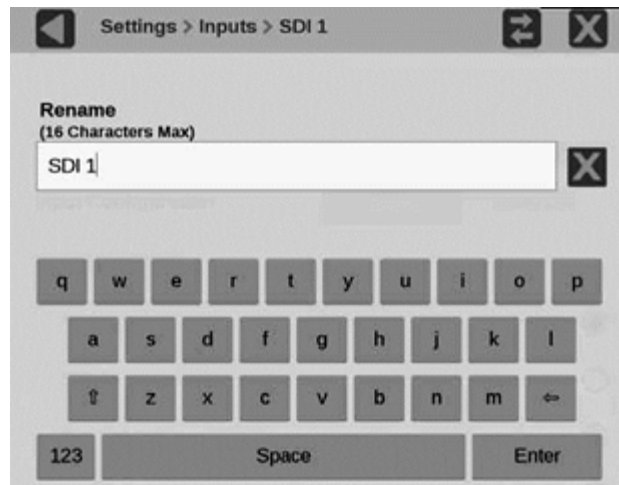 Settings > Inputs > SDI 1
Rename
(16 Characters Max)
SDI 1
q w e r t y u i o p
a s d f g h j k l
⇧ z x c v b n m ⇦
123 Space Enter